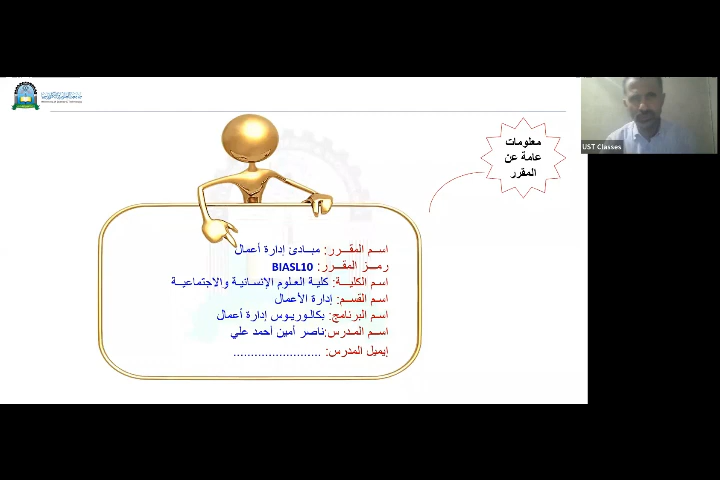 معلومات
عامة عن
المقرر
اسم المقرر: مبادئ إدارة أعمال
رمز المقرر: BIASL10
اسم الكلية: كلية العلوم الإنسانية والاجتماعية
اسم القسم: إدارة الأعمال
اسم البرنامج: بكالوريوس إدارة أعمال
اسم المدرس:ناصر أمين أحمد علي
إيميل المدرس: .........................
UST Classes